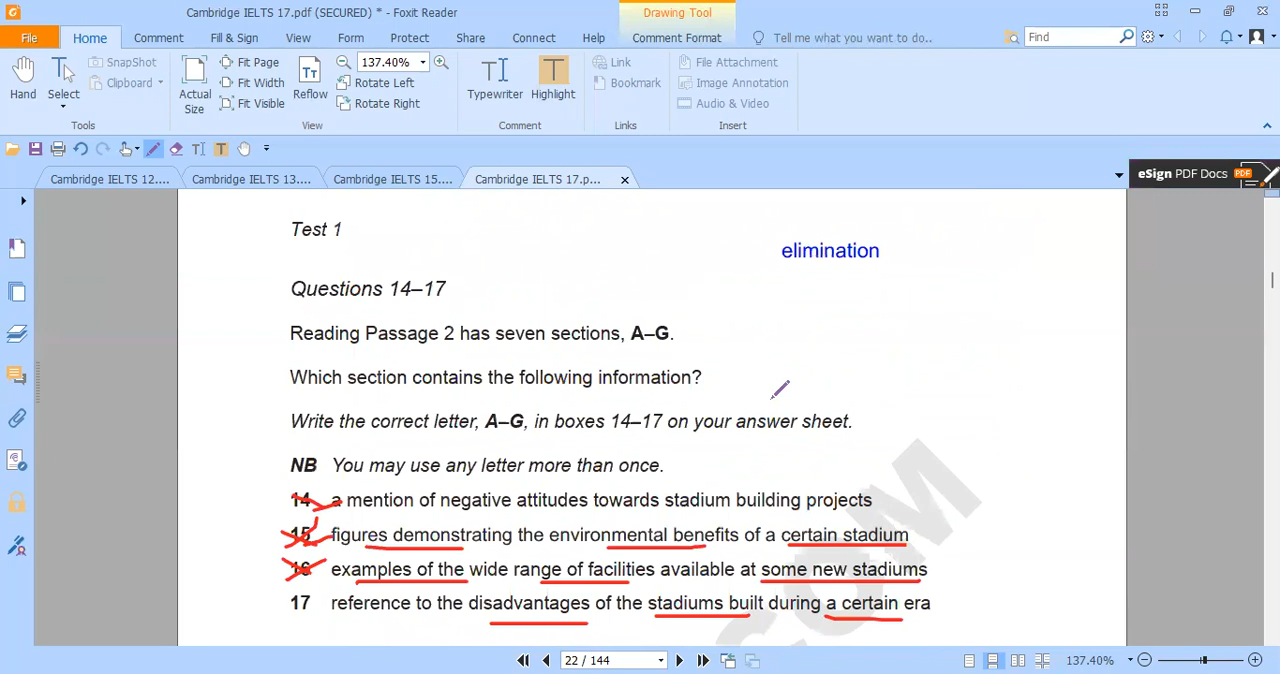 Cambridge IELTS 17.pdf (SECURED) * - Foxit Reader
Drawing Tool
File Home Comment Fill & Sign View Form Protect Share Connect Help Comment Format Tell me what you want to do.. Find
Hand
Select
SnapShot
Clipboard
Tools
Actual Size
Fit Page
Fit Width
Fit Visible
Reflow
137.40%
Rotate Left
Rotate Right
View
Typewriter
Highlight
Comment
Link
Bookmark
Links
File Attachment
Image Annotation
Audio & Video
Insert
Cambridge IELTS 12.... Cambridge IELTS 13.... Cambridge IELTS 15.... Cambridge IELTS 17.p...
eSign PDF Docs PDF
Test 1
elimination
Questions 14–17
Reading Passage 2 has seven sections, A–G.
Which section contains the following information?
Write the correct letter, A–G, in boxes 14–17 on your answer sheet.
NB You may use any letter more than once.
14 a mention of negative attitudes towards stadium building projects
15 figures demonstrating the environmental benefits of a certain stadium
16 examples of the wide range of facilities available at some new stadiums
17 reference to the disadvantages of the stadiums built during a certain era
.COM
22 / 144
137.40%